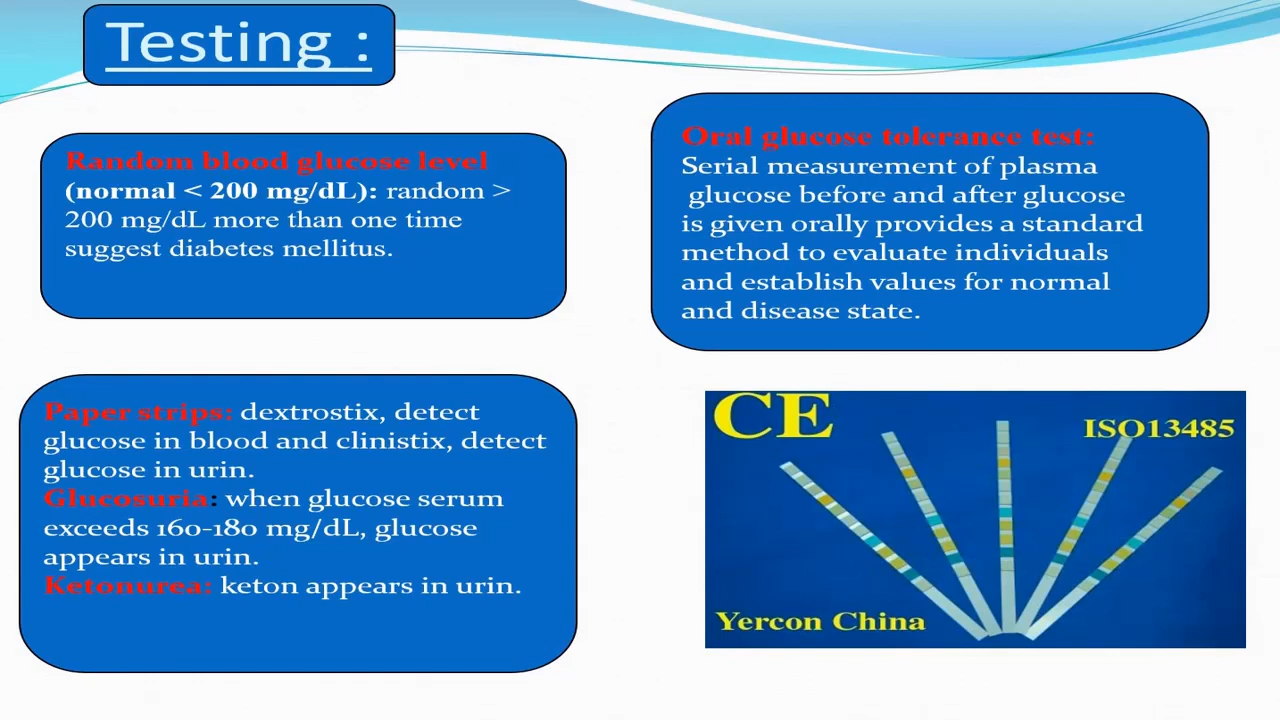 Testing :
Random blood glucose level
(normal < 200 mg/dL): random >
200 mg/dL more than one time
suggest diabetes mellitus.
Oral glucose tolerance test:
Serial measurement of plasma
glucose before and after glucose
is given orally provides a standard
method to evaluate individuals
and establish values for normal
and disease state.
Paper strips: dextrostix, detect
glucose in blood and clinistix, detect
glucose in urin.
Glucosuria: when glucose serum
exceeds 160-180 mg/dL, glucose
appears in urin.
Ketonurea: keton appears in urin.
CE
ISO13485
Yercon China